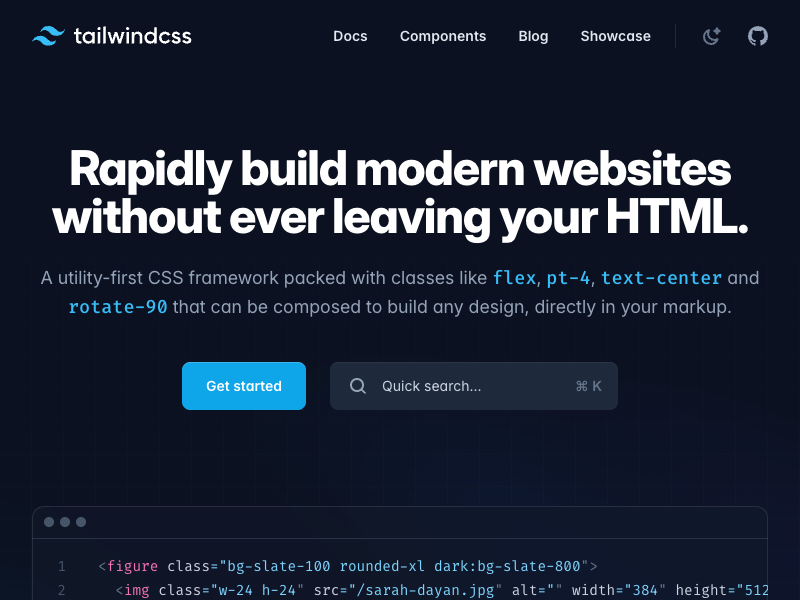 tailwindcss
Docs Components Blog Showcase
Rapidly build modern websites
without ever leaving your HTML.
A utility-first CSS framework packed with classes like flex, pt-4, text-center and
rotate-90 that can be composed to build any design, directly in your markup.
Get started
Quick search... ⌘ K
1 <figure class="bg-slate-100 rounded-xl dark:bg-slate-800">
2 <img class="w-24 h-24" src="/sarah-dayan.jpg" alt="" width="384" height="512